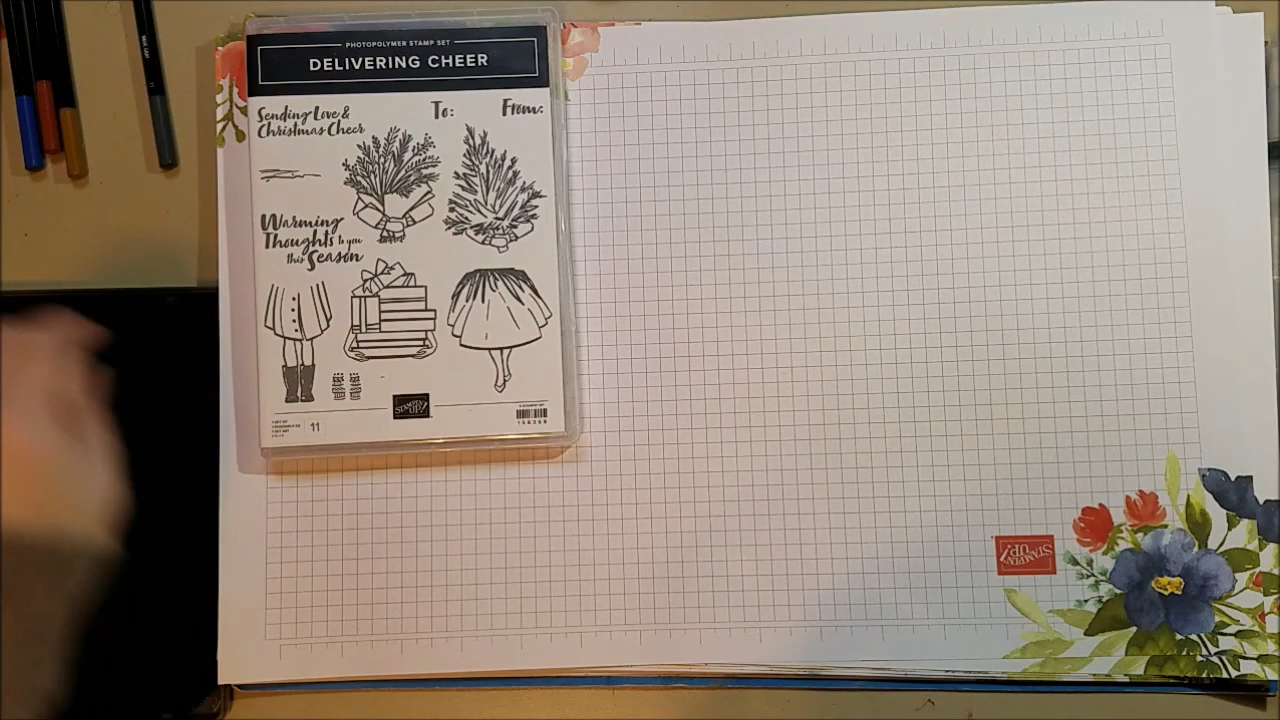 PHOTOPOLYMER STAMP SET
DELIVERING CHEER
Sending Love &
Christmas Cheer
To:
From:
Warming
Thoughts to you
this Season
STAMPIN' UP!
11
STAMPIN' UP!